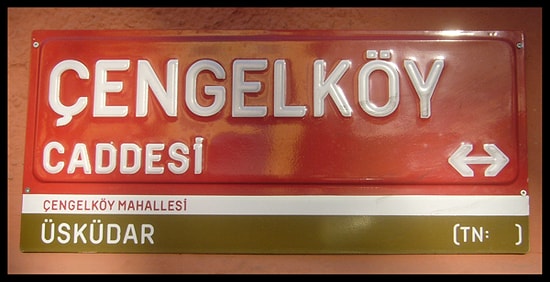 ÇENGELKÖY
CADDESİ
ÇENGELKÖY MAHALLESİ
ÜSKÜDAR (TN: )